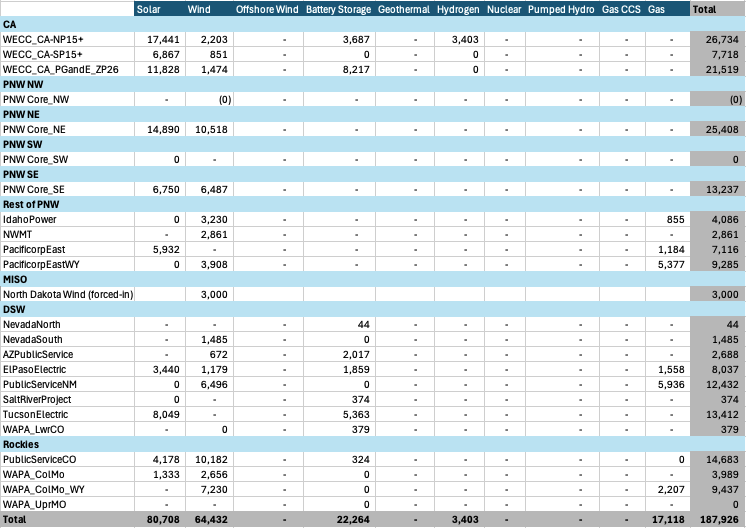 Solar Wind Offshore Wind Battery Storage Geothermal Hydrogen Nuclear Pumped Hydro Gas CCS Gas Total
CA
WECC_CA-NP15+ 17,441 2,203 - 3,687 - 3,403 - - - - 26,734
WECC_CA-SP15+ 6,867 851 - 0 - 0 - - - - 7,718
WECC_CA_PGandE_ZP26 11,828 1,474 - 8,217 - 0 - - - - 21,519
PNW NW
PNW Core_NW - (0) - - - - - - - - (0)
PNW NE
PNW Core_NE 14,890 10,518 - - - - - - - - 25,408
PNW SW
PNW Core_SW 0 - - - - - - - - - 0
PNW SE
PNW Core_SE 6,750 6,487 - - - - - - - - 13,237
Rest of PNW
IdahoPower 0 3,230 - - - - - - - 855 4,086
NWMT - 2,861 - - - - - - - - 2,861
PacificorpEast 5,932 - - - - - - - - 1,184 7,116
PacificorpEastWY 0 3,908 - - - - - - - 5,377 9,285
MISO
North Dakota Wind (forced-in) 3,000 3,000
DSW
NevadaNorth - - - 44 - - - - - - 44
NevadaSouth - 1,485 - 0 - - - - - - 1,485
AZPublicService - 672 - 2,017 - - - - - - 2,688
ElPasoElectric 3,440 1,179 - 1,859 - - - - - 1,558 8,037
PublicServiceNM 0 6,496 - 0 - - - - - 5,936 12,432
SaltRiverProject 0 - - 374 - - - - - - 374
TucsonElectric 8,049 - - 5,363 - - - - - - 13,412
WAPA_LwrCO - 0 - 379 - - - - - - 379
Rockies
PublicServiceCO 4,178 10,182 - 324 - - - - - 0 14,683
WAPA_ColMo 1,333 2,656 - 0 - - - - - - 3,989
WAPA_ColMo_WY - 7,230 - 0 - - - - - 2,207 9,437
WAPA_UprMO - - - 0 - - - - - - 0
Total 80,708 64,432 - 22,264 - 3,403 - - - 17,118 187,926